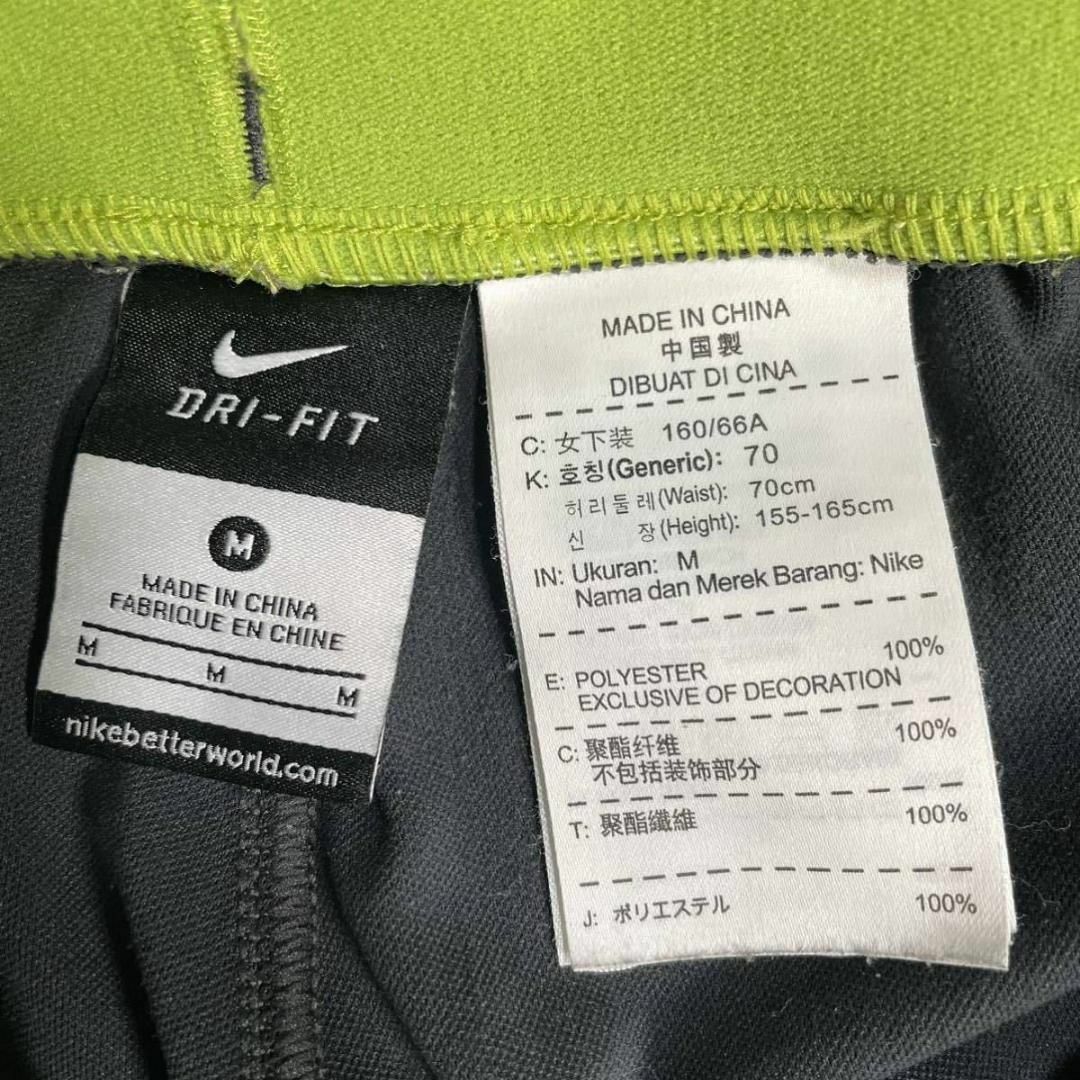 DRI-FIT
M
MADE IN CHINA
FABRIQUE EN CHINE
M M M
nikebetterworld.com
MADE IN CHINA
中国製
DIBUAT DI CINA
C: 女下装 160/66A
K: 호칭(Generic): 70
허리둘레(Waist): 70cm
신 장(Height): 155-165cm
IN: Ukuran: M
Nama dan Merek Barang: Nike
E: POLYESTER 100%
EXCLUSIVE OF DECORATION
C: 聚酯纤维 100%
不包括装饰部分
T: 聚酯纖維 100%
J: ポリエステル 100%